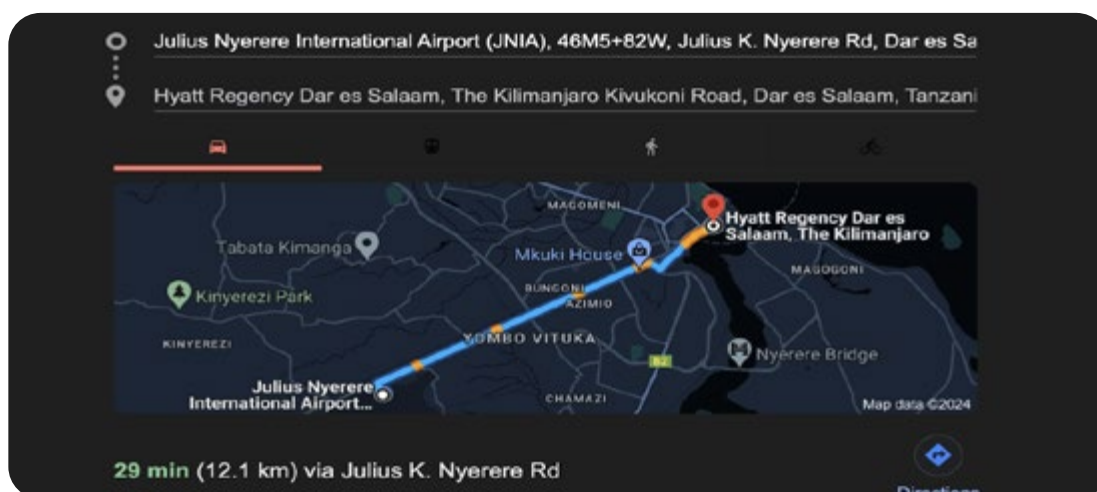 Julius Nyerere International Airport (JNIA), 46M5+82W, Julius K. Nyerere Rd, Dar es Sa
Hyatt Regency Dar es Salaam, The Kilimanjaro Kivukoni Road, Dar es Salaam, Tanzani
MAGOMENI
Hyatt Regency Dar es
Salaam, The Kilimanjaro
Tabata Kimanga
Mkuki House
MAGOGONI
Kinyerezi Park
BUNGONI
AZIMIO
KINYEREZI
YOMBO VITUKA
B2
Nyerere Bridge
Julius Nyerere
International Airport...
CHAMAZI
Map data ©2024
29 min (12.1 km) via Julius K. Nyerere Rd
Directions